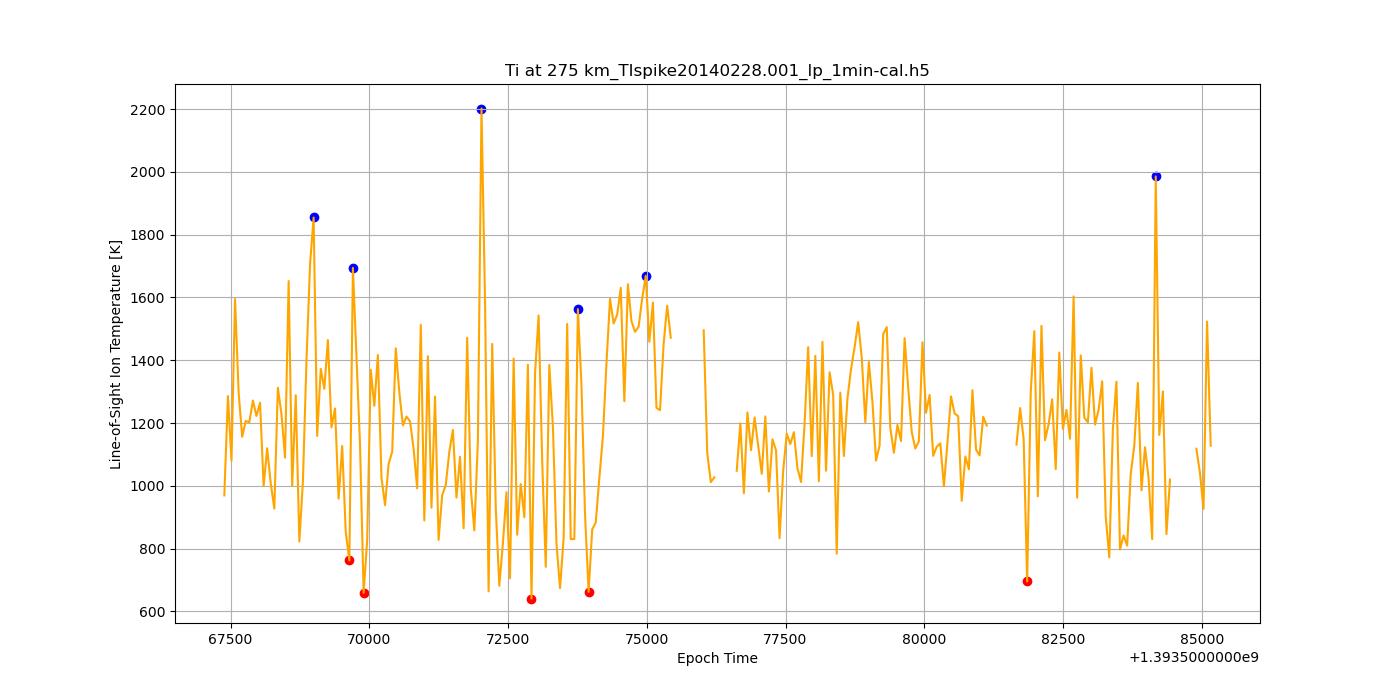 Ti at 275 km_TIspike20140228.001_lp_1min-cal.h5
Line-of-Sight Ion Temperature [K]
2200
2000
1800
1600
1400
1200
1000
800
600
67500 70000 72500 75000 77500 80000 82500 85000
Epoch Time
+1.3935000000e9